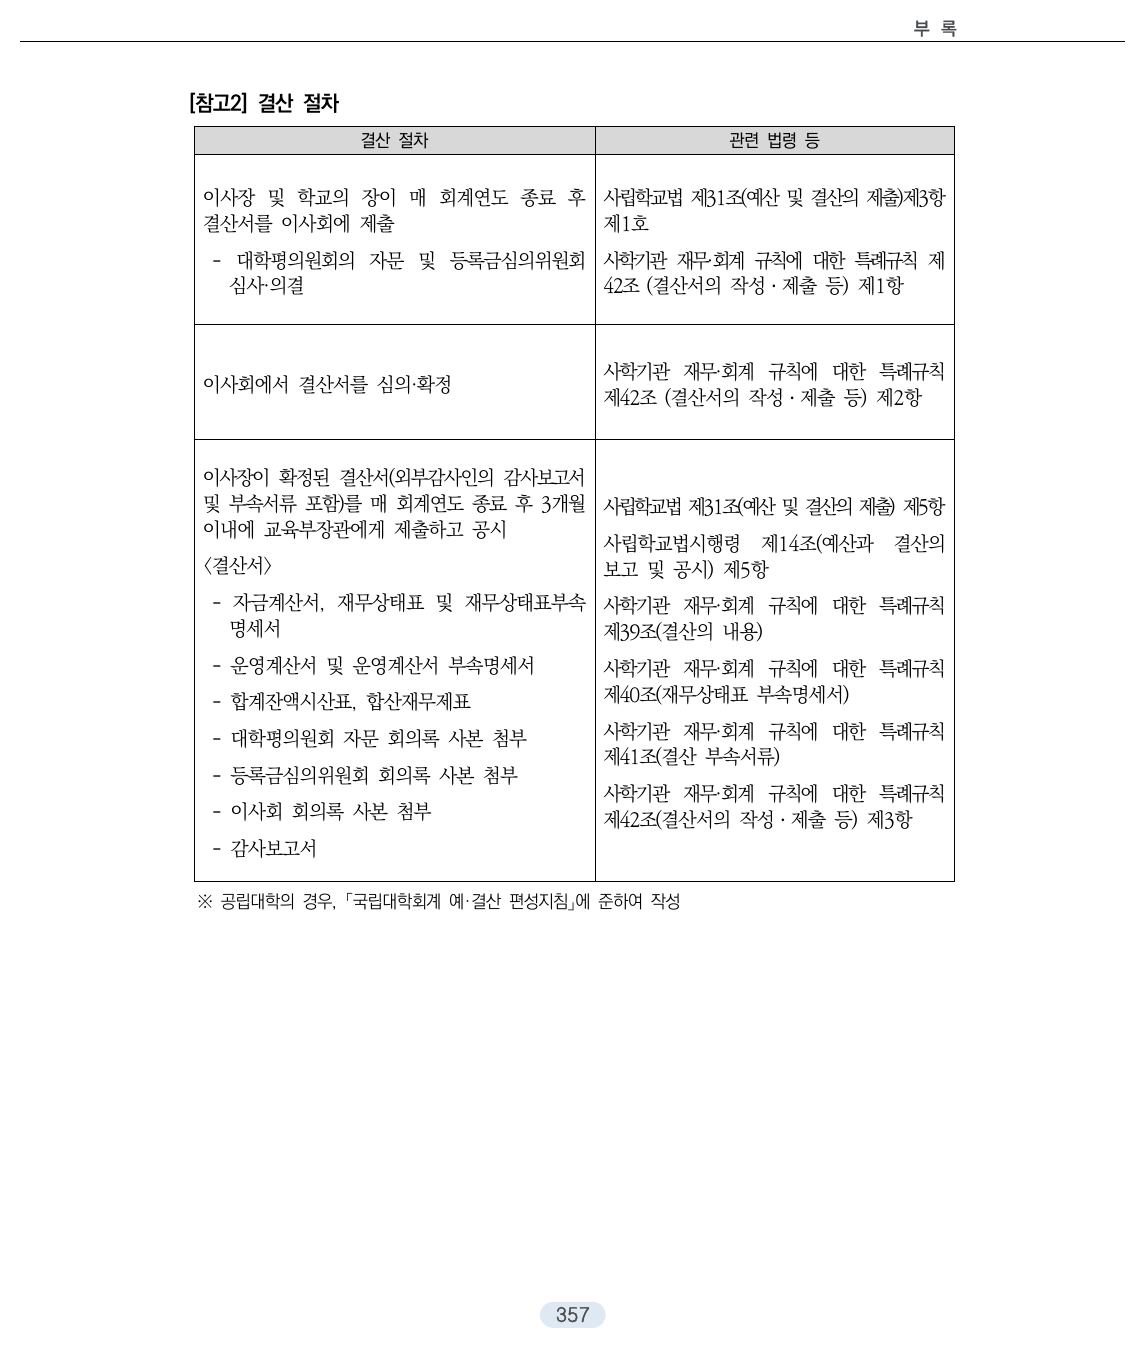 부 록
[참고2] 결산 절차
결산 절차
관련 법령 등
이사장 및 학교의 장이 매 회계연도 종료 후
결산서를 이사회에 제출
- 대학평의원회의 자문 및 등록금심의위원회
심사·의결
사립학교법 제31조(예산 및 결산의 제출)제3항
제1호
사학기관 재무·회계 규칙에 대한 특례규칙 제
42조 (결산서의 작성·제출 등) 제1항
이사회에서 결산서를 심의·확정
사학기관 재무·회계 규칙에 대한 특례규칙
제42조 (결산서의 작성·제출 등) 제2항
이사장이 확정된 결산서(외부감사인의 감사보고서
및 부속서류 포함)를 매 회계연도 종료 후 3개월
이내에 교육부장관에게 제출하고 공시
〈결산서〉
- 자금계산서, 재무상태표 및 재무상태표부속
명세서
- 운영계산서 및 운영계산서 부속명세서
- 합계잔액시산표, 합산재무제표
- 대학평의원회 자문 회의록 사본 첨부
- 등록금심의위원회 회의록 사본 첨부
- 이사회 회의록 사본 첨부
- 감사보고서
사립학교법 제31조(예산 및 결산의 제출) 제5항
사립학교법시행령 제14조(예산과 결산의
보고 및 공시) 제5항
사학기관 재무·회계 규칙에 대한 특례규칙
제39조(결산의 내용)
사학기관 재무·회계 규칙에 대한 특례규칙
제40조(재무상태표 부속명세서)
사학기관 재무·회계 규칙에 대한 특례규칙
제41조(결산 부속서류)
사학기관 재무·회계 규칙에 대한 특례규칙
제42조(결산서의 작성·제출 등) 제3항
※ 공립대학의 경우, 「국립대학회계 예·결산 편성지침」에 준하여 작성
357